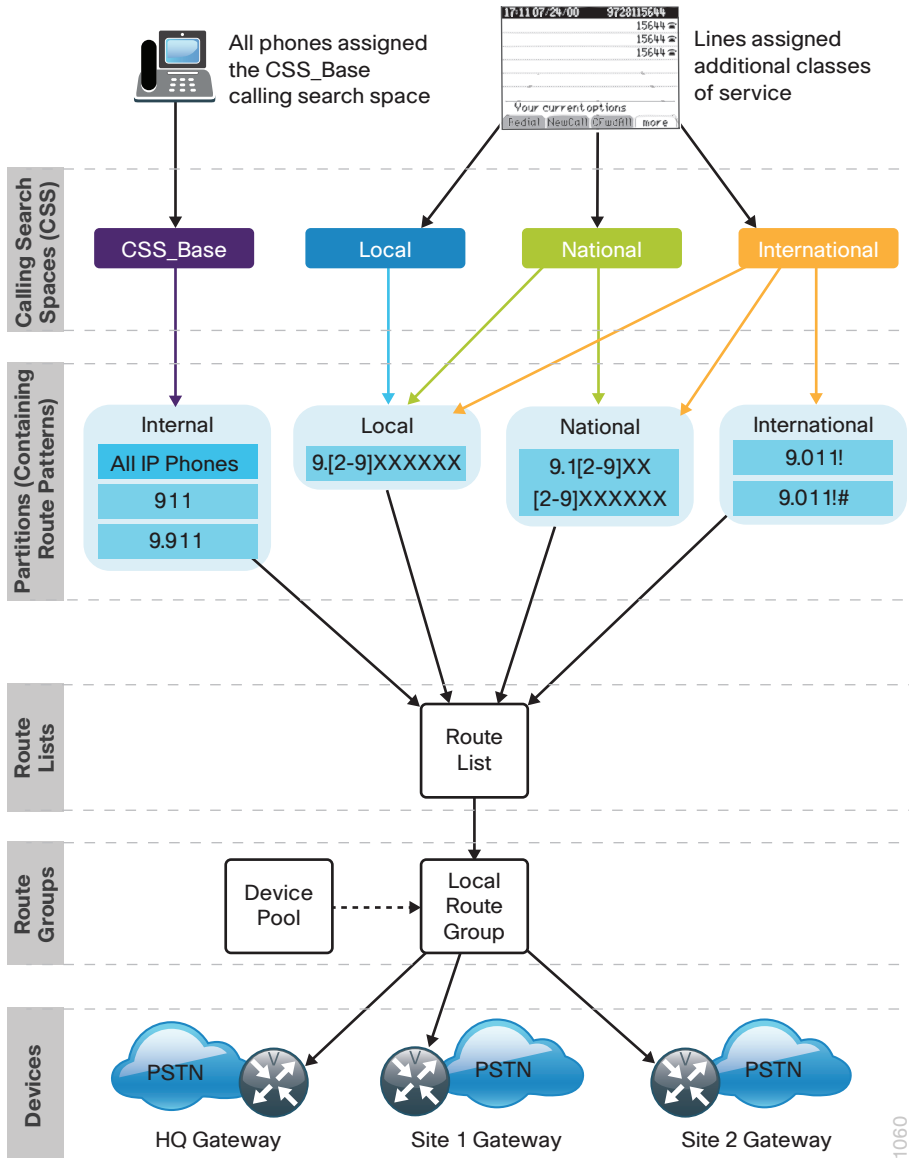 All phones assigned
the CSS_Base
calling search space
17:11 07/24/00 9728115644
15644
15644
15644
Your current options
Redial NewCall CFwdAll more
Lines assigned
additional classes
of service
Calling Search
Spaces (CSS)
CSS_Base
Local
National
International
Partitions (Containing
Route Patterns)
Internal
All IP Phones
911
9.911
Local
9.[2-9]XXXXXX
National
9.1[2-9]XX
[2-9]XXXXXX
International
9.011!
9.011!#
Route
Lists
Route
List
Route
Groups
Device
Pool
Local
Route
Group
Devices
PSTN
V
HQ Gateway
V
PSTN
Site 1 Gateway
V
PSTN
Site 2 Gateway
1060